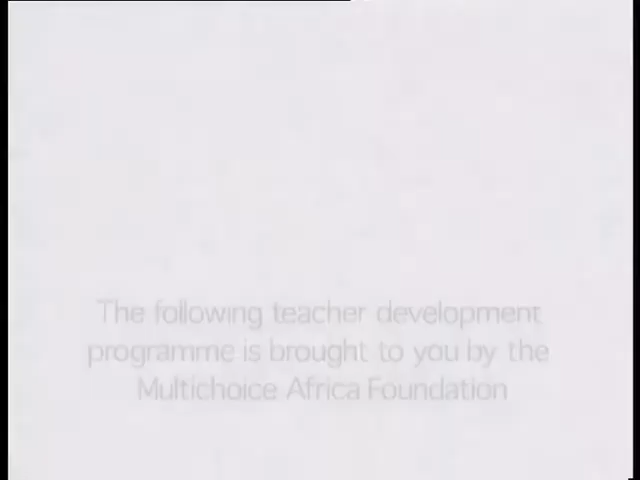 The following teacher development
programme is brought to you by the
Multichoice Africa Foundation